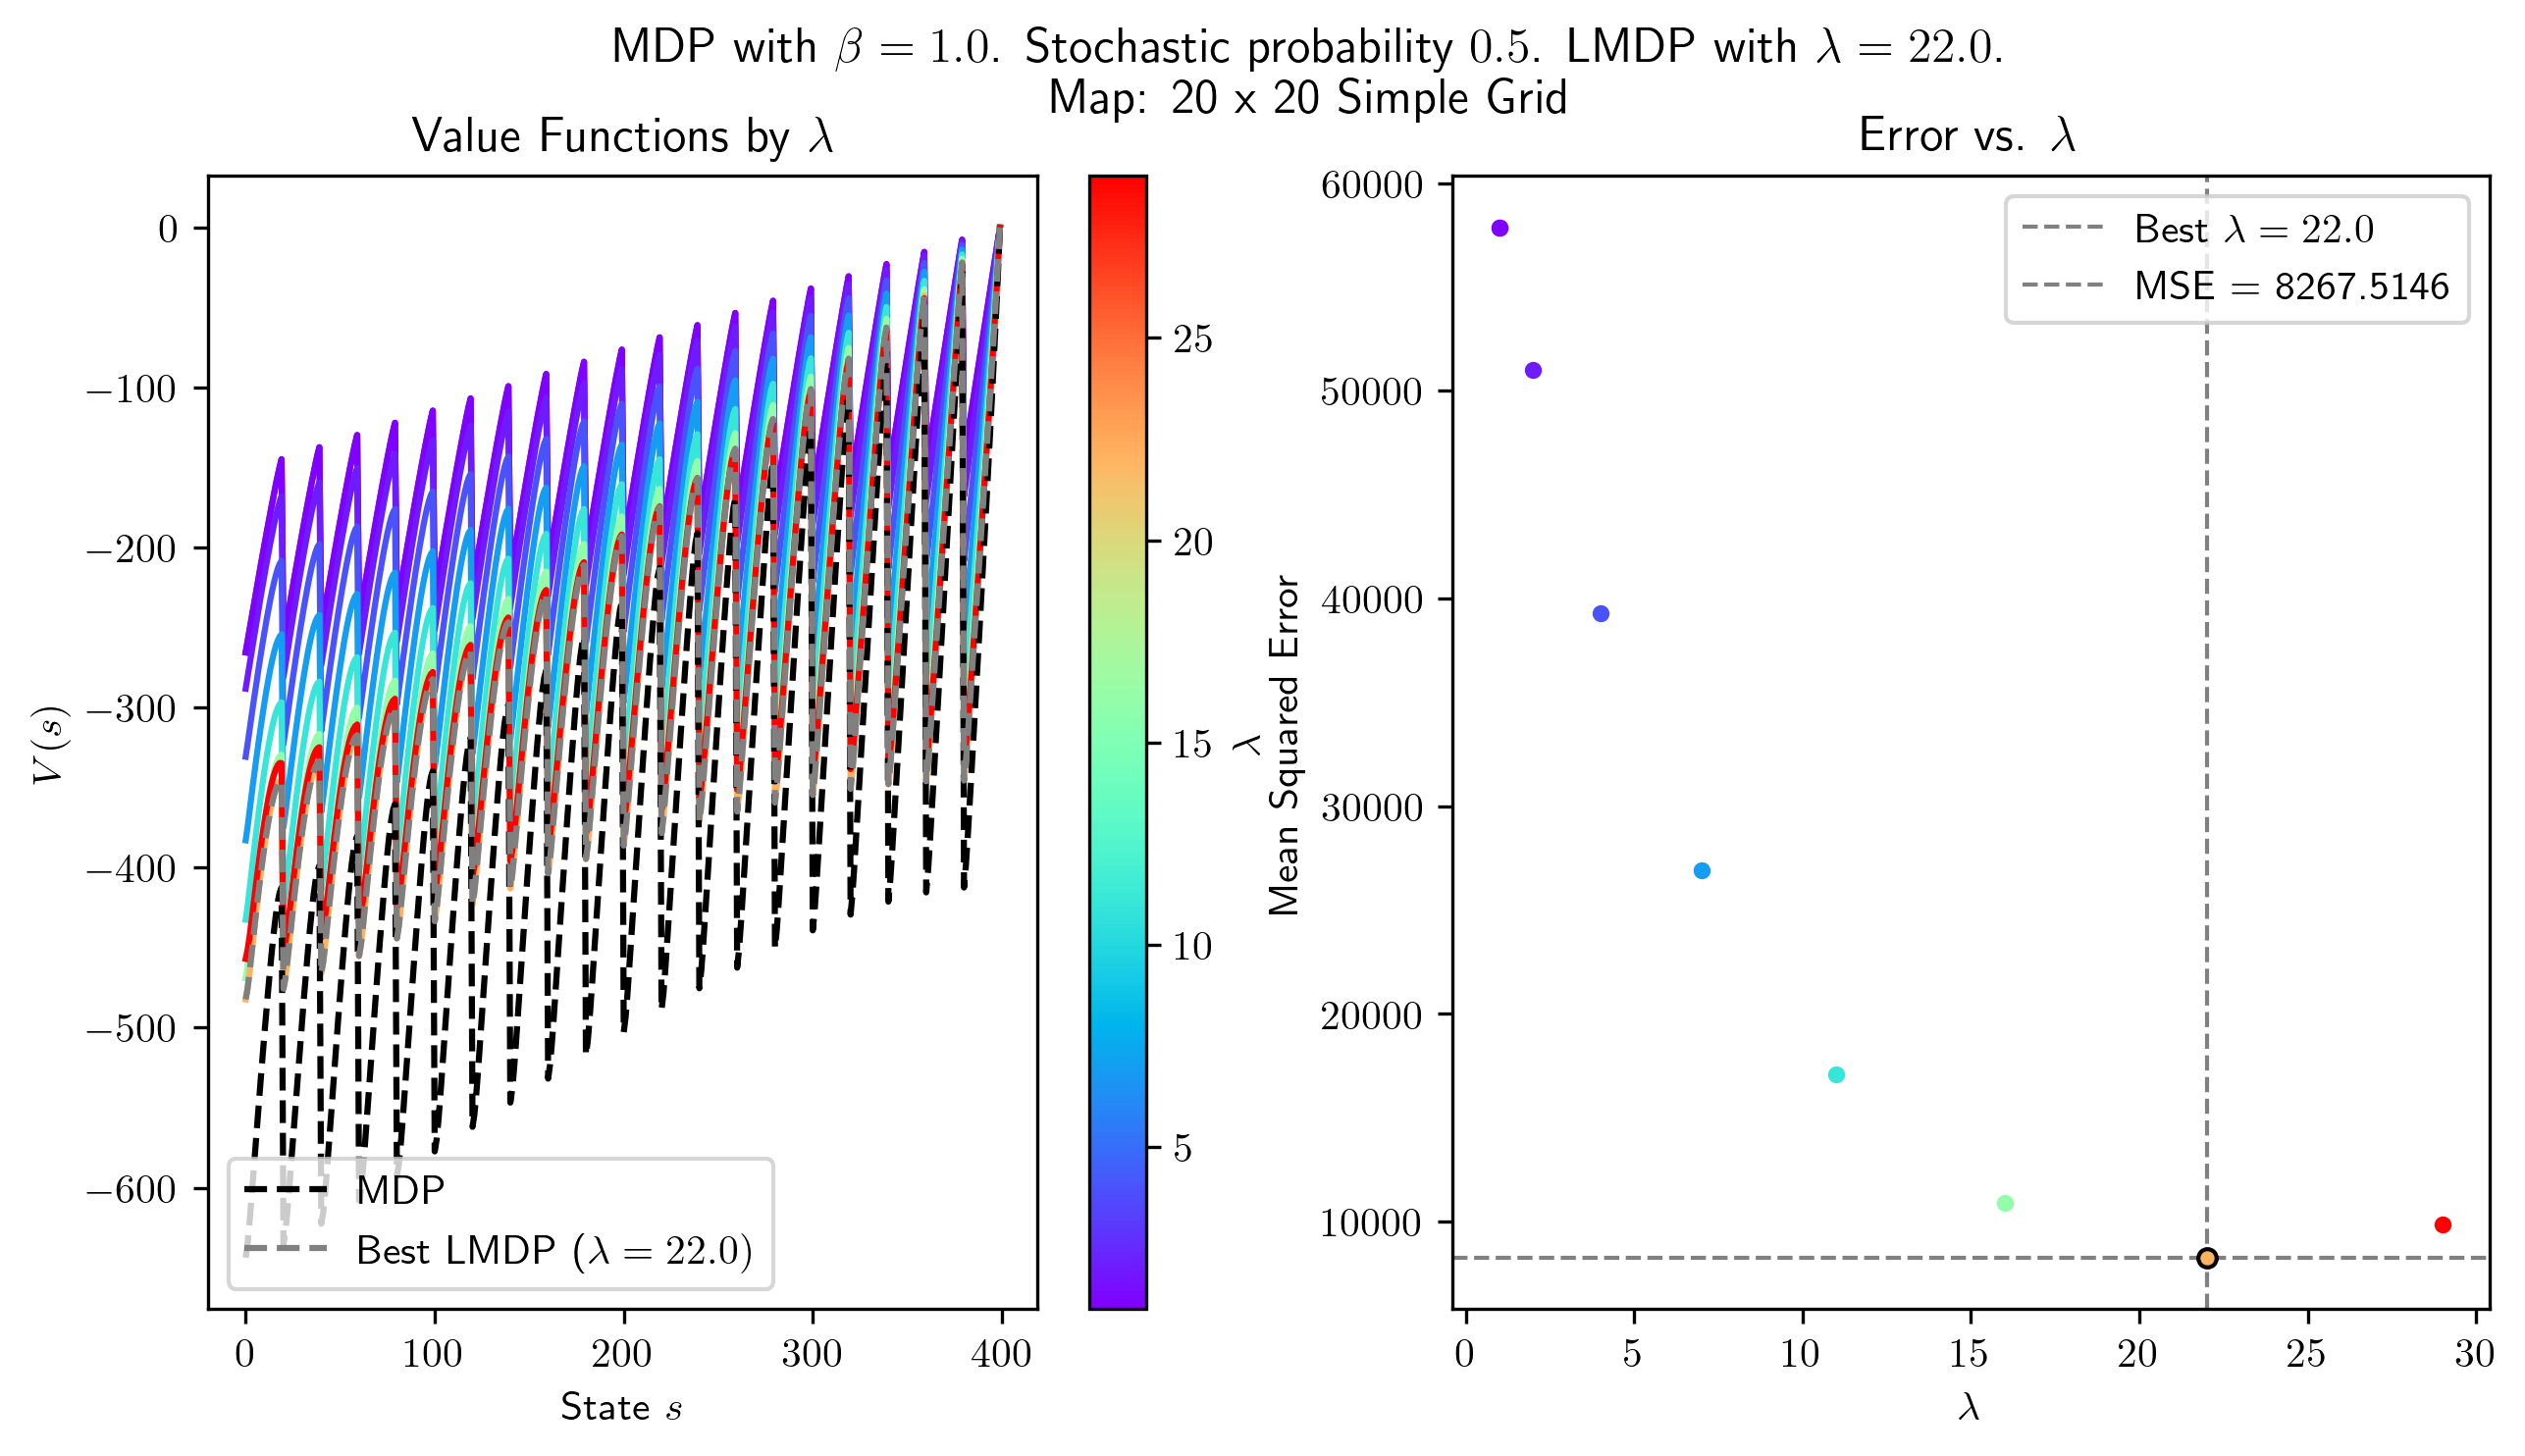 MDP with β = 1.0. Stochastic probability 0.5. LMDP with λ = 22.0.
Map: 20 x 20 Simple Grid
Value Functions by λ
0
−100
−200
−300
−400
−500
−600
V(s)
0 100 200 300 400
State s
MDP
Best LMDP (λ = 22.0)
25
20
15
10
5
λ
Error vs. λ
60000
50000
40000
30000
20000
10000
Mean Squared Error
0 5 10 15 20 25 30
λ
Best λ = 22.0
MSE = 8267.5146